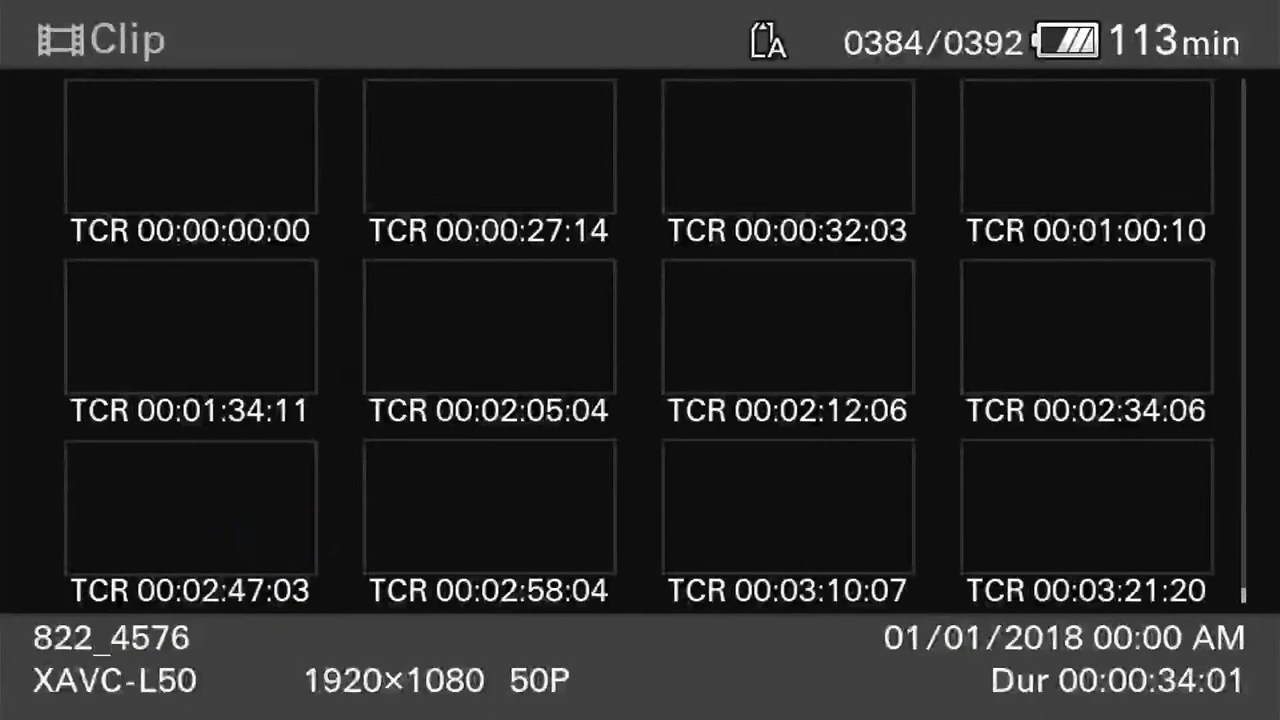 Clip A 0384/0392 113min
TCR 00:00:00:00 TCR 00:00:27:14 TCR 00:00:32:03 TCR 00:01:00:10
TCR 00:01:34:11 TCR 00:02:05:04 TCR 00:02:12:06 TCR 00:02:34:06
TCR 00:02:47:03 TCR 00:02:58:04 TCR 00:03:10:07 TCR 00:03:21:20
822_4576 01/01/2018 00:00 AM
XAVC-L50 1920×1080 50P Dur 00:00:34:01